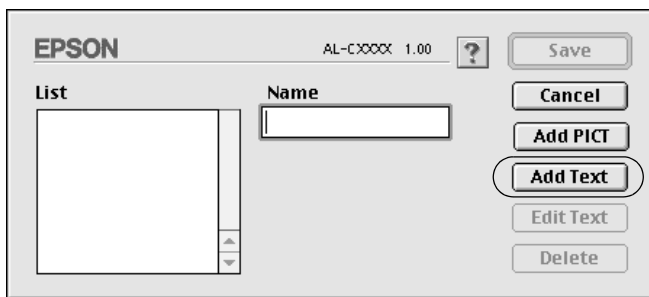 EPSON
AL-CXXXX 1.00
?
Save
List
Name
Cancel
Add PICT
Add Text
Edit Text
Delete